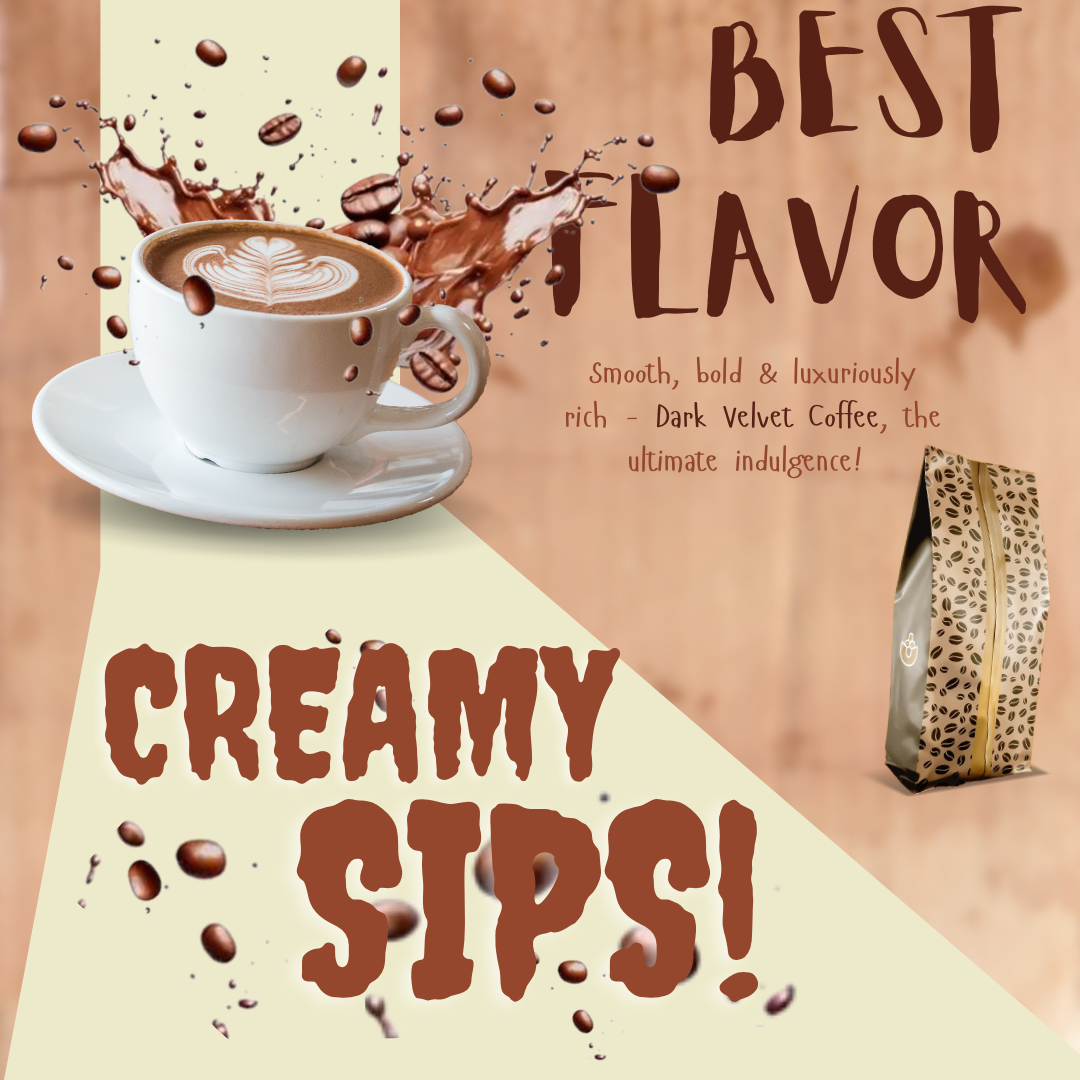 BEST
FLAVOR
Smooth, bold & luxuriously
rich - Dark Velvet Coffee, the
ultimate indulgence!
CREAMY
SIPS!